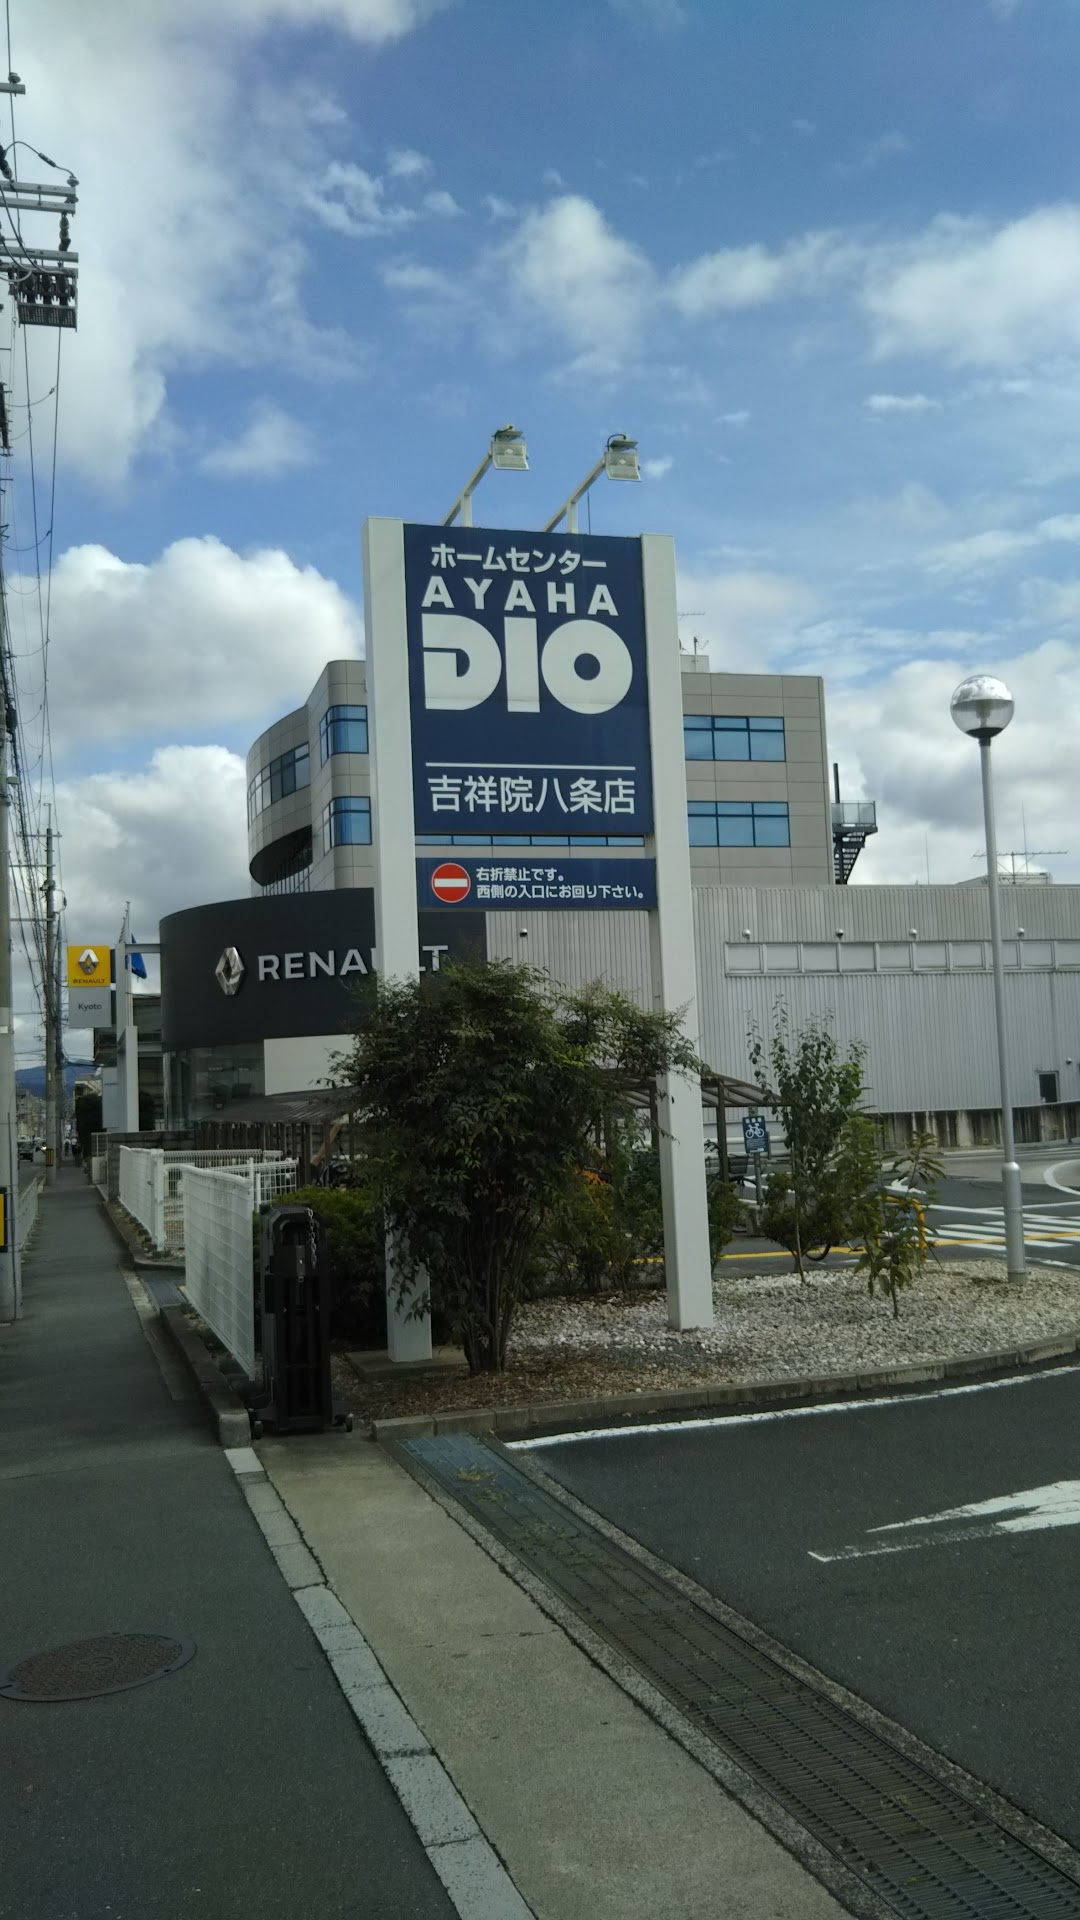 ホームセンター
AYAHA
DIO
吉祥院八条店
右折禁止です。
西側の入口にお回り下さい。
RENAULT
RENAULT
Kyoto